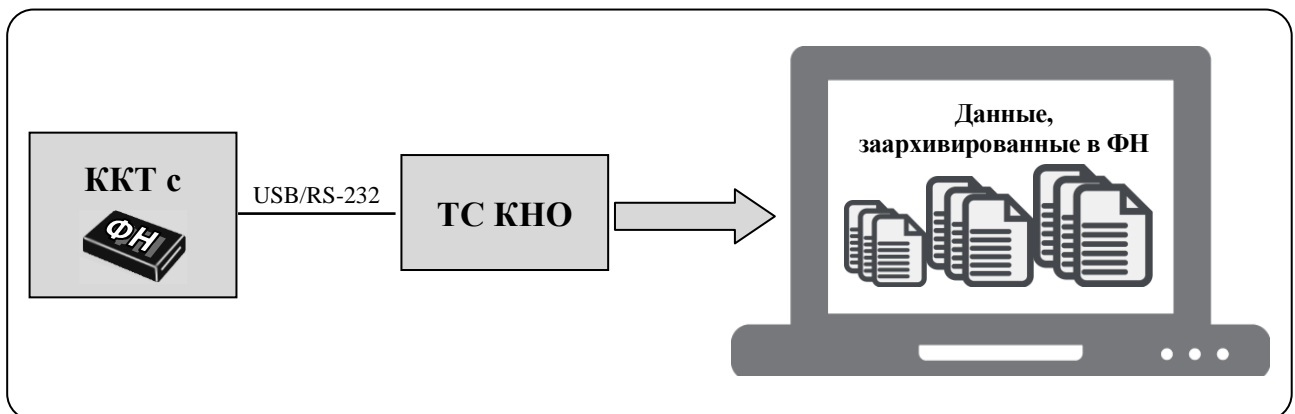 ККТ с
ФН
USB/RS-232
ТС КНО
Данные,
заархивированные в ФН